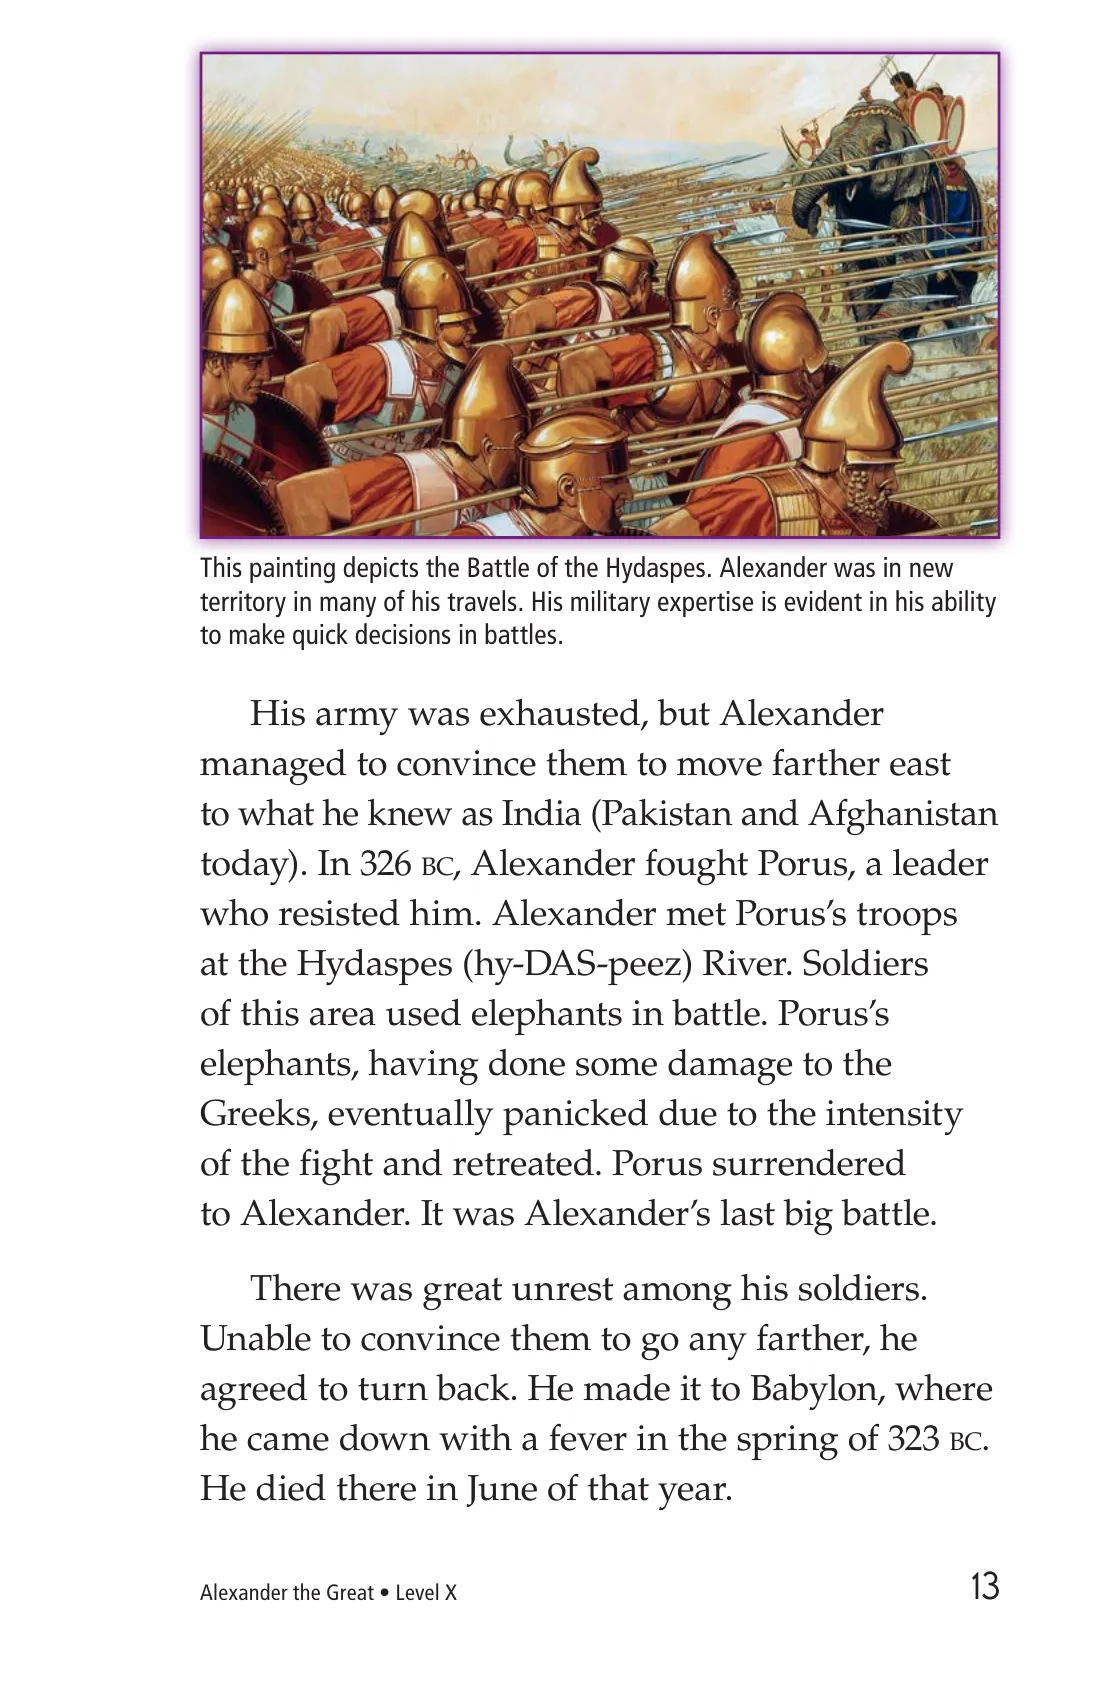 This painting depicts the Battle of the Hydaspes. Alexander was in new
territory in many of his travels. His military expertise is evident in his ability
to make quick decisions in battles.
His army was exhausted, but Alexander
managed to convince them to move farther east
to what he knew as India (Pakistan and Afghanistan
today). In 326 BC, Alexander fought Porus, a leader
who resisted him. Alexander met Porus’s troops
at the Hydaspes (hy-DAS-peez) River. Soldiers
of this area used elephants in battle. Porus’s
elephants, having done some damage to the
Greeks, eventually panicked due to the intensity
of the fight and retreated. Porus surrendered
to Alexander. It was Alexander’s last big battle.
There was great unrest among his soldiers.
Unable to convince them to go any farther, he
agreed to turn back. He made it to Babylon, where
he came down with a fever in the spring of 323 BC.
He died there in June of that year.
Alexander the Great • Level X
13